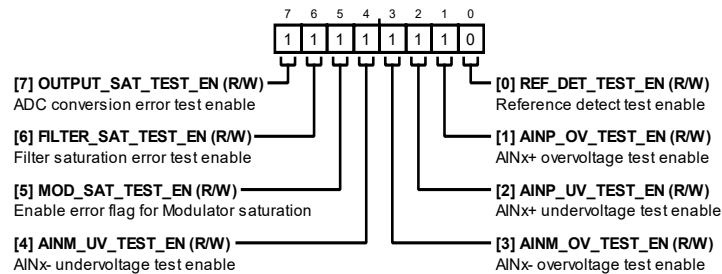 7 6 5 4 3 2 1 0
1 1 1 1 1 1 1 0
[7] OUTPUT_SAT_TEST_EN (R/W)
ADC conversion error test enable
[6] FILTER_SAT_TEST_EN (R/W)
Filter saturation error test enable
[5] MOD_SAT_TEST_EN (R/W)
Enable error flag for Modulator saturation
[4] AINM_UV_TEST_EN (R/W)
AINx- undervoltage test enable
[0] REF_DET_TEST_EN (R/W)
Reference detect test enable
[1] AINP_OV_TEST_EN (R/W)
AINx+ overvoltage test enable
[2] AINP_UV_TEST_EN (R/W)
AINx+ undervoltage test enable
[3] AINM_OV_TEST_EN (R/W)
AINx- overvoltage test enable